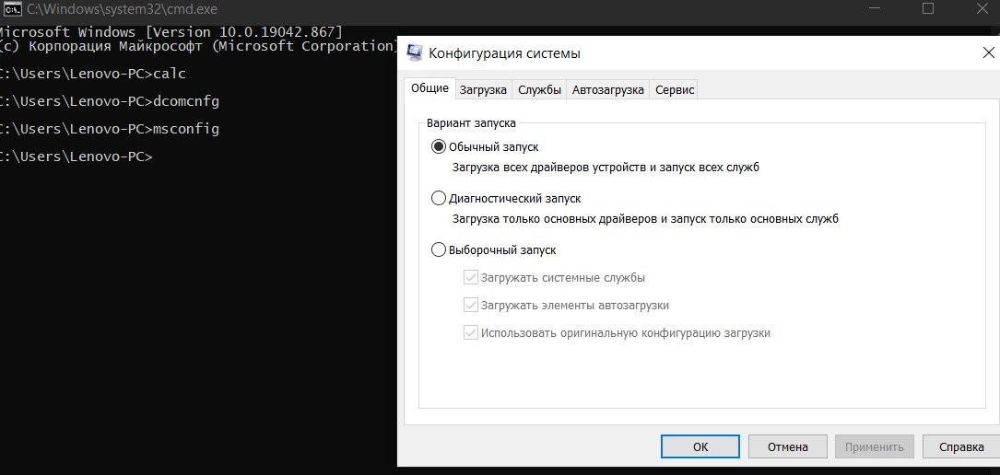 C:\Windows\system32\cmd.exe
Microsoft Windows [Version 10.0.19042.867]
(c) Корпорация Майкрософт (Microsoft Corporation)
C:\Users\Lenovo-PC>calc
C:\Users\Lenovo-PC>dcomcnfg
C:\Users\Lenovo-PC>msconfig
C:\Users\Lenovo-PC>
Конфигурация системы
Общие Загрузка Службы Автозагрузка Сервис
Вариант запуска
Обычный запуск
Загрузка всех драйверов устройств и запуск всех служб
Диагностический запуск
Загрузка только основных драйверов и запуск только основных служб
Выборочный запуск
Загружать системные службы
Загружать элементы автозагрузки
Использовать оригинальную конфигурацию загрузки
ОК Отмена Применить Справка